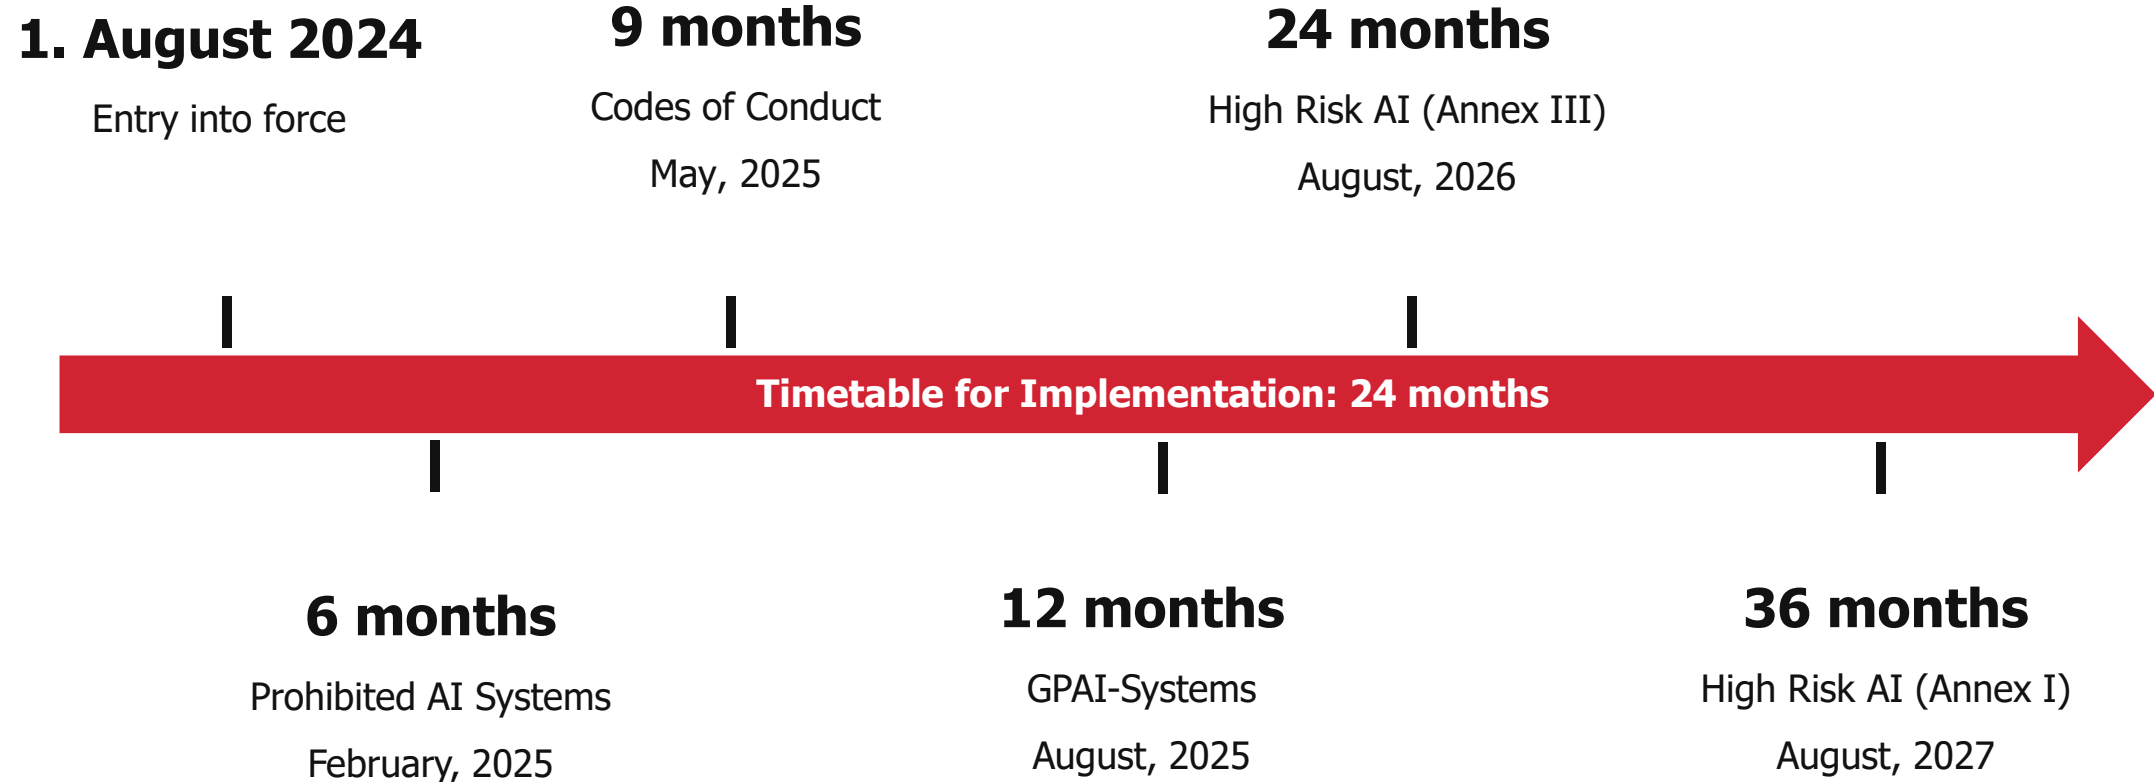 1. August 2024
Entry into force
9 months
Codes of Conduct
May, 2025
24 months
High Risk AI (Annex III)
August, 2026
Timetable for Implementation: 24 months
6 months
Prohibited AI Systems
February, 2025
12 months
GPAI-Systems
August, 2025
36 months
High Risk AI (Annex I)
August, 2027